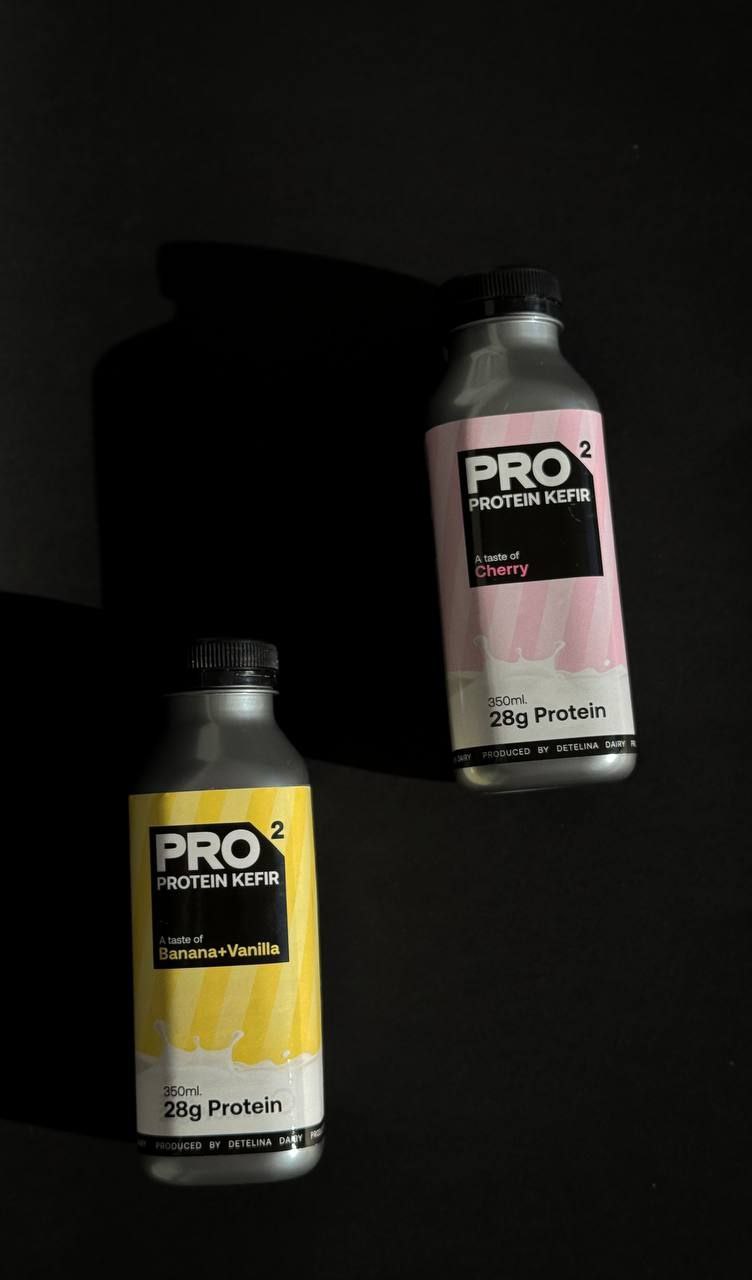 PRO 2
PROTEIN KEFIR
A taste of
Cherry
350ml.
28g Protein
DAIRY PRODUCED BY DETELINA DAIRY
PRO 2
PROTEIN KEFIR
A taste of
Banana+Vanilla
350ml.
28g Protein
PRODUCED BY DETELINA DAIRY